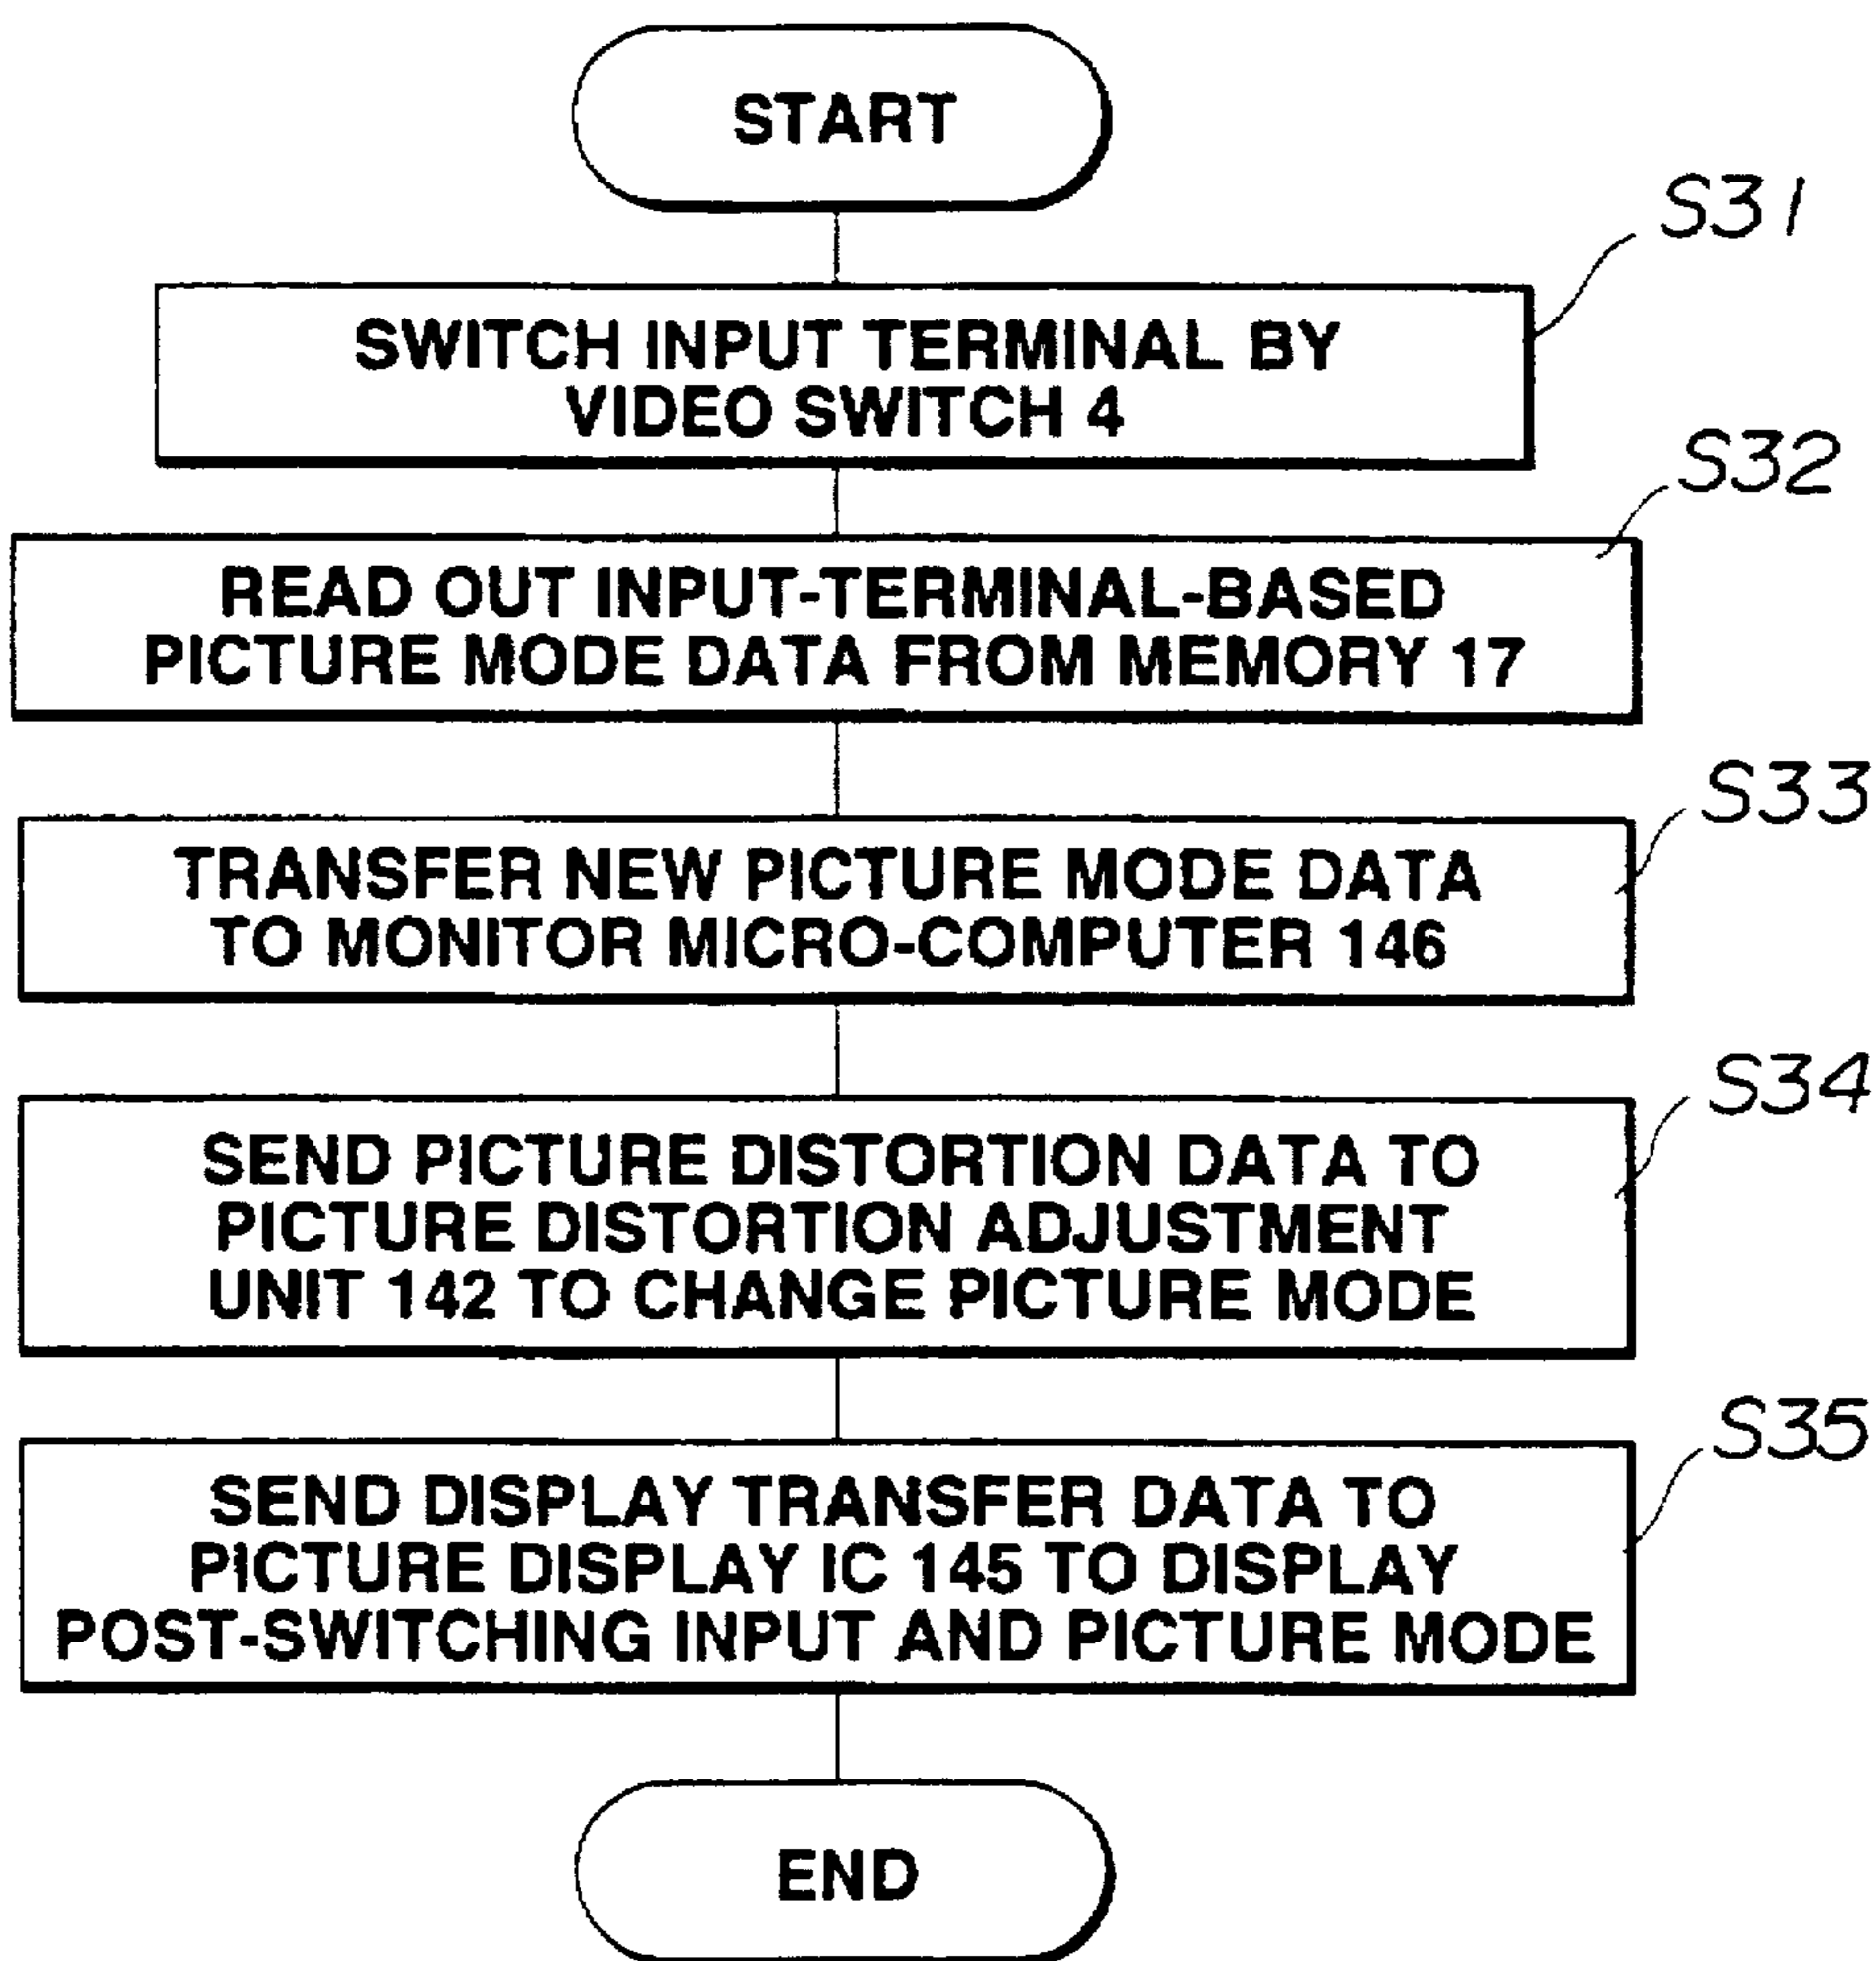 START
S31
SWITCH INPUT TERMINAL BY
VIDEO SWITCH 4
S32
READ OUT INPUT-TERMINAL-BASED
PICTURE MODE DATA FROM MEMORY 17
S33
TRANSFER NEW PICTURE MODE DATA
TO MONITOR MICRO-COMPUTER 146
S34
SEND PICTURE DISTORTION DATA TO
PICTURE DISTORTION ADJUSTMENT
UNIT 142 TO CHANGE PICTURE MODE
S35
SEND DISPLAY TRANSFER DATA TO
PICTURE DISPLAY IC 145 TO DISPLAY
POST-SWITCHING INPUT AND PICTURE MODE
END